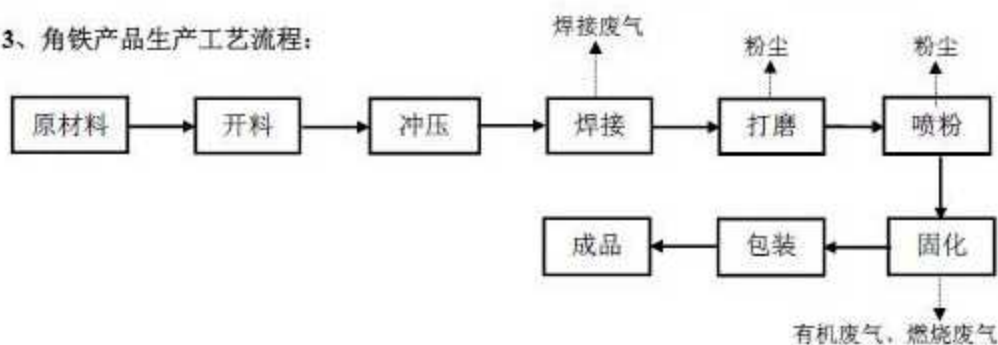 3、角铁产品生产工艺流程：
焊接废气
粉尘
粉尘
原材料
开料
冲压
焊接
打磨
喷粉
成品
包装
固化
有机废气、燃烧废气